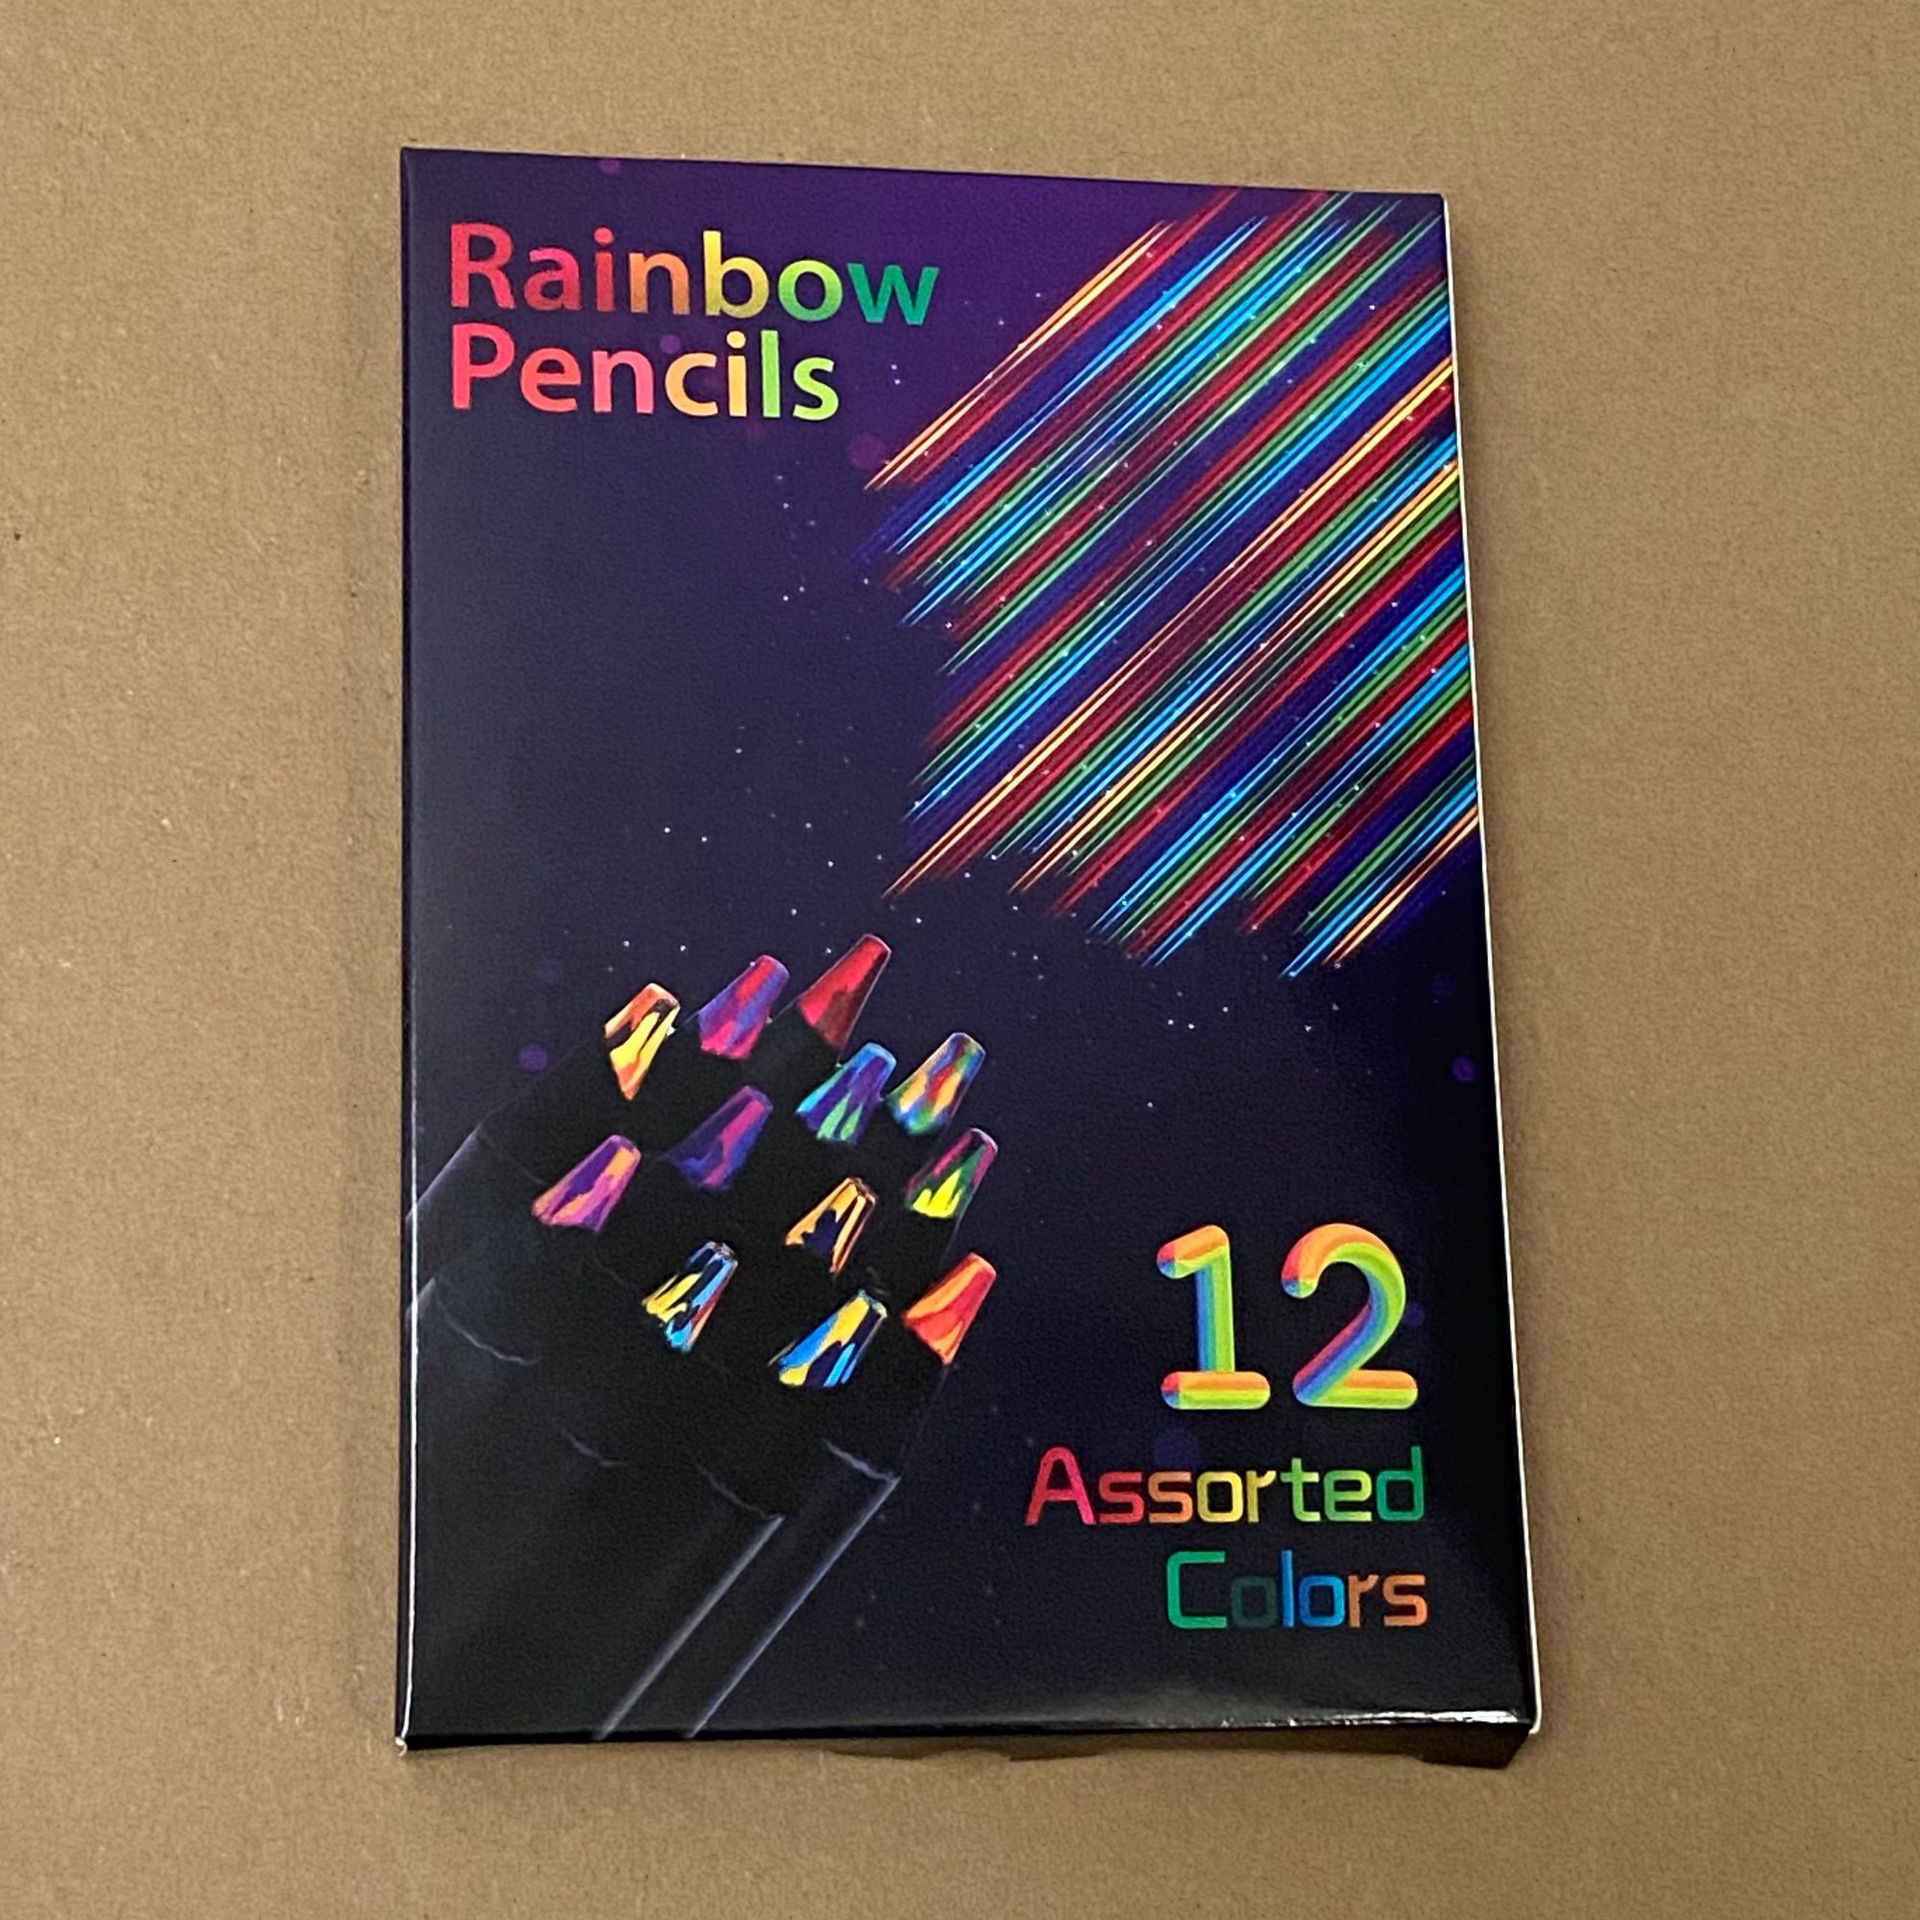 Rainbow
Pencils
12
Assorted
Colors